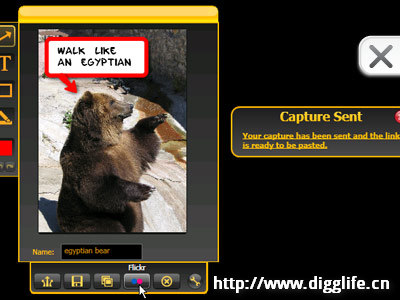 WALK LIKE
AN EGYPTIAN
T
Capture Sent
Your capture has been sent and the link
is ready to be pasted.
Name: egyptian bear
Flickr
http://www.digglife.cn